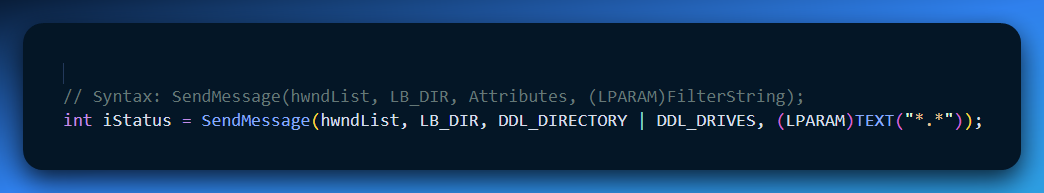 // Syntax: SendMessage(hwndList, LB_DIR, Attributes, (LPARAM)FilterString);
int iStatus = SendMessage(hwndList, LB_DIR, DDL_DIRECTORY | DDL_DRIVES, (LPARAM)TEXT("*.*"));